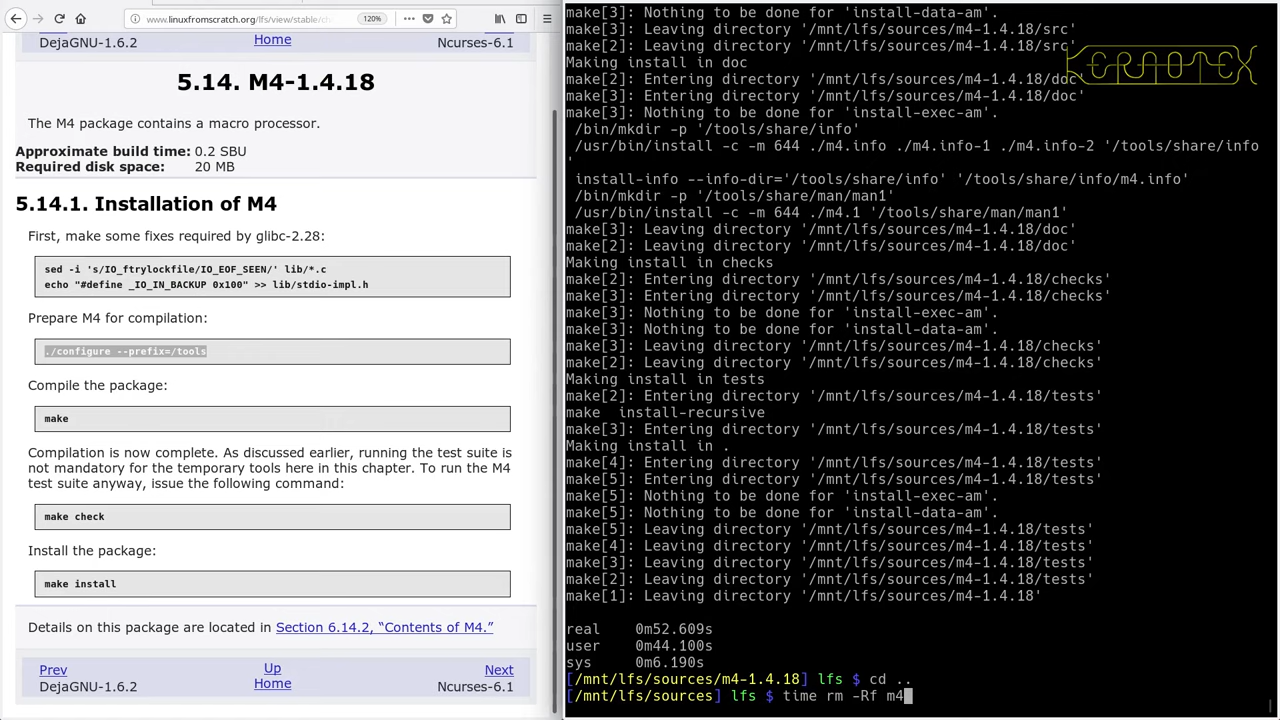 www.linuxfromscratch.org/lfs/view/stable/ch
120%
DejaGNU-1.6.2
Home
Ncurses-6.1
5.14. M4-1.4.18
The M4 package contains a macro processor.
Approximate build time: 0.2 SBU
Required disk space: 20 MB
5.14.1. Installation of M4
First, make some fixes required by glibc-2.28:
sed -i 's/IO_ftrylockfile/IO_EOF_SEEN/' lib/*.c
echo "#define _IO_IN_BACKUP 0x100" >> lib/stdio-impl.h
Prepare M4 for compilation:
./configure --prefix=/tools
Compile the package:
make
Compilation is now complete. As discussed earlier, running the test suite is
not mandatory for the temporary tools here in this chapter. To run the M4
test suite anyway, issue the following command:
make check
Install the package:
make install
Details on this package are located in Section 6.14.2, “Contents of M4.”
Prev
Up
Next
DejaGNU-1.6.2
Home
Ncurses-6.1
make[3]: Nothing to be done for 'install-data-am'.
make[3]: Leaving directory '/mnt/lfs/sources/m4-1.4.18/src'
make[2]: Leaving directory '/mnt/lfs/sources/m4-1.4.18/src'
Making install in doc
make[2]: Entering directory '/mnt/lfs/sources/m4-1.4.18/doc'
make[3]: Entering directory '/mnt/lfs/sources/m4-1.4.18/doc'
make[3]: Nothing to be done for 'install-exec-am'.
/bin/mkdir -p '/tools/share/info'
/usr/bin/install -c -m 644 ./m4.info ./m4.info-1 ./m4.info-2 '/tools/share/info
'
install-info --info-dir='/tools/share/info' '/tools/share/info/m4.info'
/bin/mkdir -p '/tools/share/man/man1'
/usr/bin/install -c -m 644 ./m4.1 '/tools/share/man/man1'
make[3]: Leaving directory '/mnt/lfs/sources/m4-1.4.18/doc'
make[2]: Leaving directory '/mnt/lfs/sources/m4-1.4.18/doc'
Making install in checks
make[2]: Entering directory '/mnt/lfs/sources/m4-1.4.18/checks'
make[3]: Entering directory '/mnt/lfs/sources/m4-1.4.18/checks'
make[3]: Nothing to be done for 'install-exec-am'.
make[3]: Nothing to be done for 'install-data-am'.
make[3]: Leaving directory '/mnt/lfs/sources/m4-1.4.18/checks'
make[2]: Leaving directory '/mnt/lfs/sources/m4-1.4.18/checks'
Making install in tests
make[2]: Entering directory '/mnt/lfs/sources/m4-1.4.18/tests'
make  install-recursive
make[3]: Entering directory '/mnt/lfs/sources/m4-1.4.18/tests'
Making install in .
make[4]: Entering directory '/mnt/lfs/sources/m4-1.4.18/tests'
make[5]: Entering directory '/mnt/lfs/sources/m4-1.4.18/tests'
make[5]: Nothing to be done for 'install-exec-am'.
make[5]: Nothing to be done for 'install-data-am'.
make[5]: Leaving directory '/mnt/lfs/sources/m4-1.4.18/tests'
make[4]: Leaving directory '/mnt/lfs/sources/m4-1.4.18/tests'
make[3]: Leaving directory '/mnt/lfs/sources/m4-1.4.18/tests'
make[2]: Leaving directory '/mnt/lfs/sources/m4-1.4.18/tests'
make[1]: Leaving directory '/mnt/lfs/sources/m4-1.4.18'
real 0m52.609s
user 0m44.100s
sys 0m6.190s
[/mnt/lfs/sources/m4-1.4.18] lfs $ cd ..
[/mnt/lfs/sources] lfs $ time rm -Rf m4